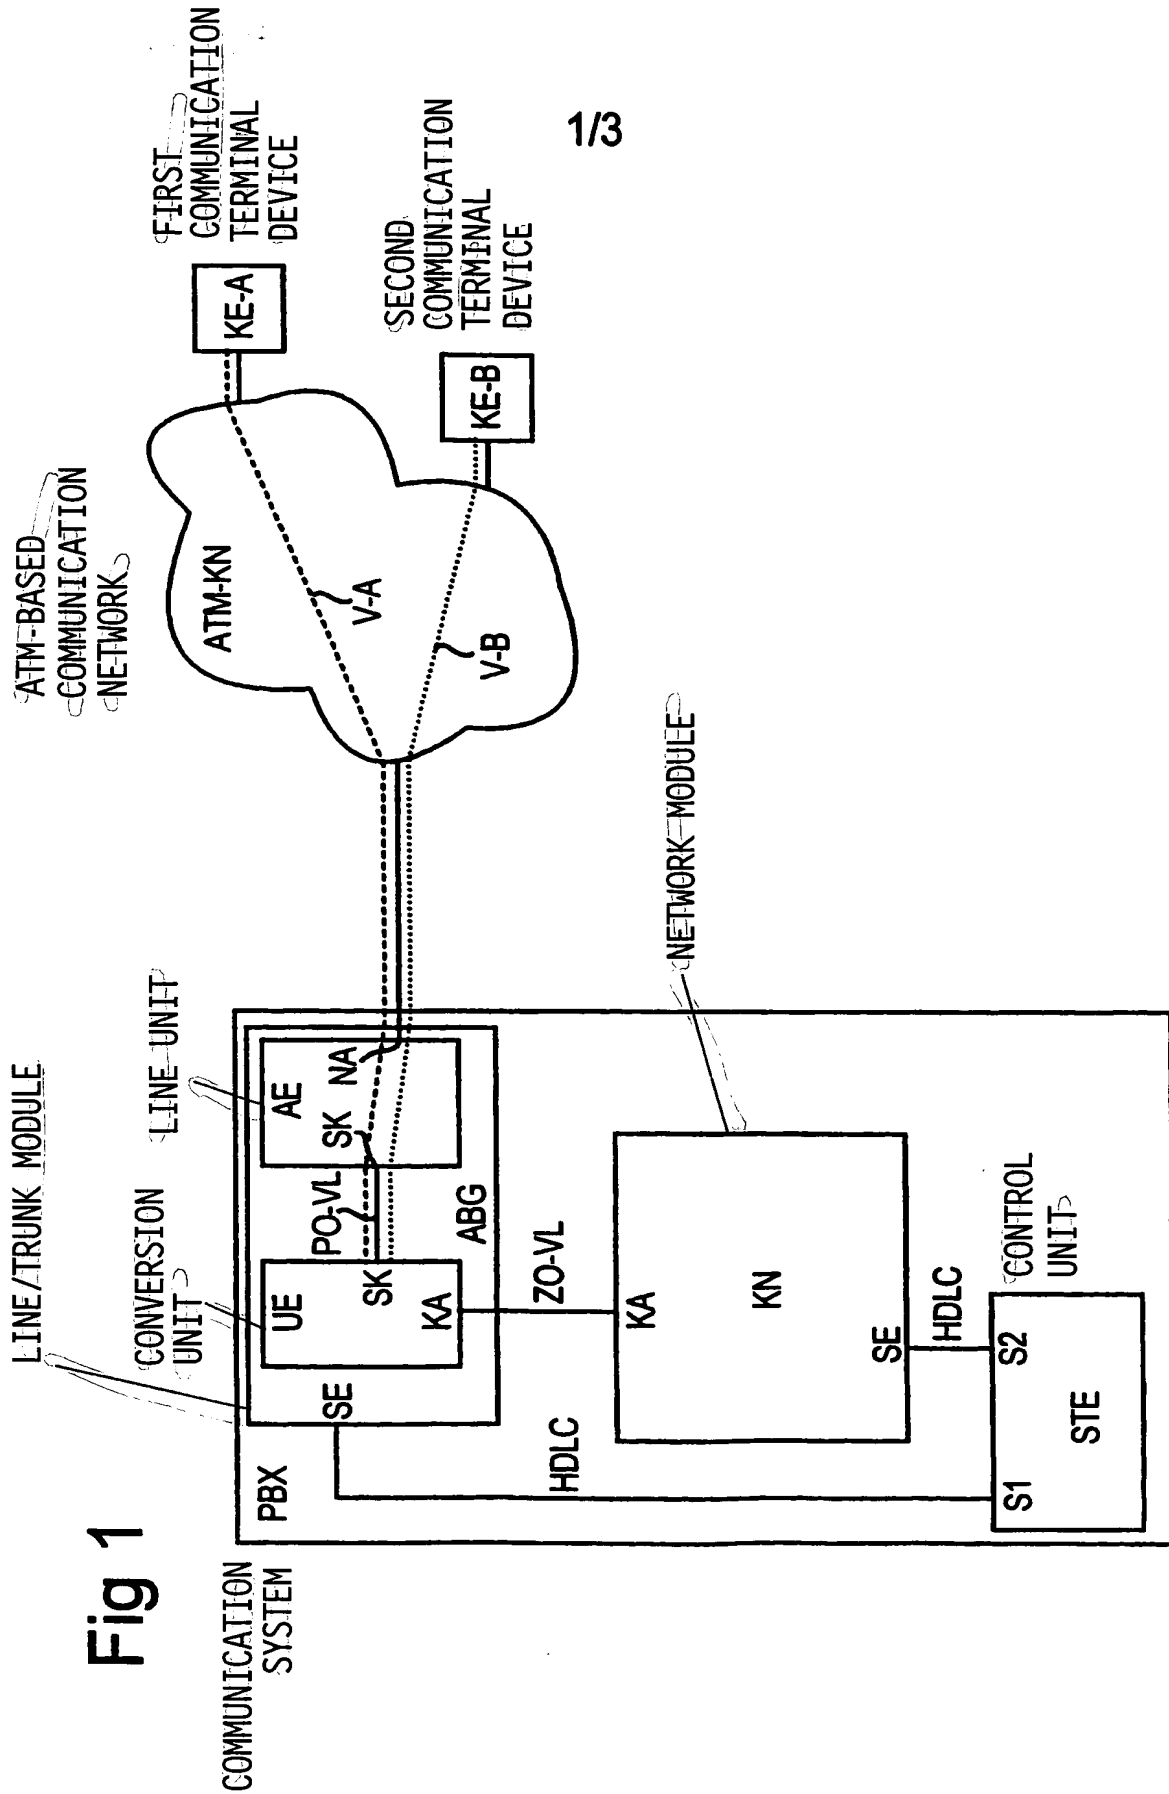 1/3
Fig 1
COMMUNICATION
SYSTEM
LINE/TRUNK MODULE
CONVERSION
UNIT
LINE UNIT
ATM-BASED
COMMUNICATION
NETWORK
FIRST
COMMUNICATION
TERMINAL
DEVICE
SECOND
COMMUNICATION
TERMINAL
DEVICE
PBX
SE
UE
SK
KA
PO-VL
AE
SK
NA
ABG
ATM-KN
V-A
V-B
KE-A
KE-B
ZO-VL
HDLC
NETWORK MODULE
KA
KN
SE
HDLC
CONTROL
UNIT
S1
S2
STE